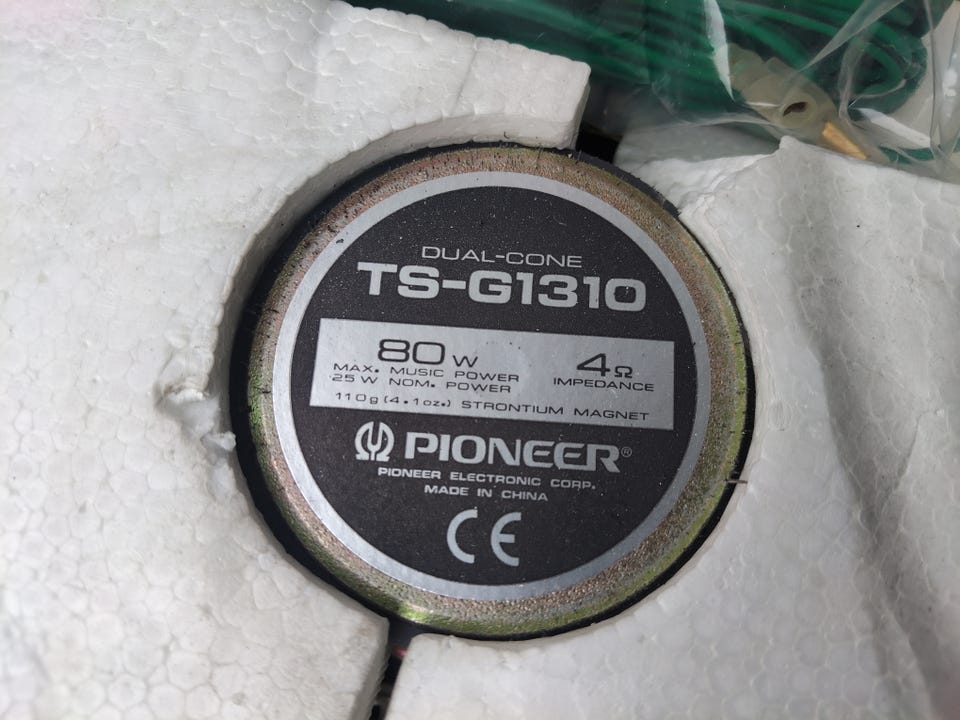 DUAL-CONE
TS-G1310
80 W 4Ω
MAX. MUSIC POWER IMPEDANCE
25 W NOM. POWER
110g (4.1oz.) STRONTIUM MAGNET
PIONEER®
PIONEER ELECTRONIC CORP.
MADE IN CHINA
CE